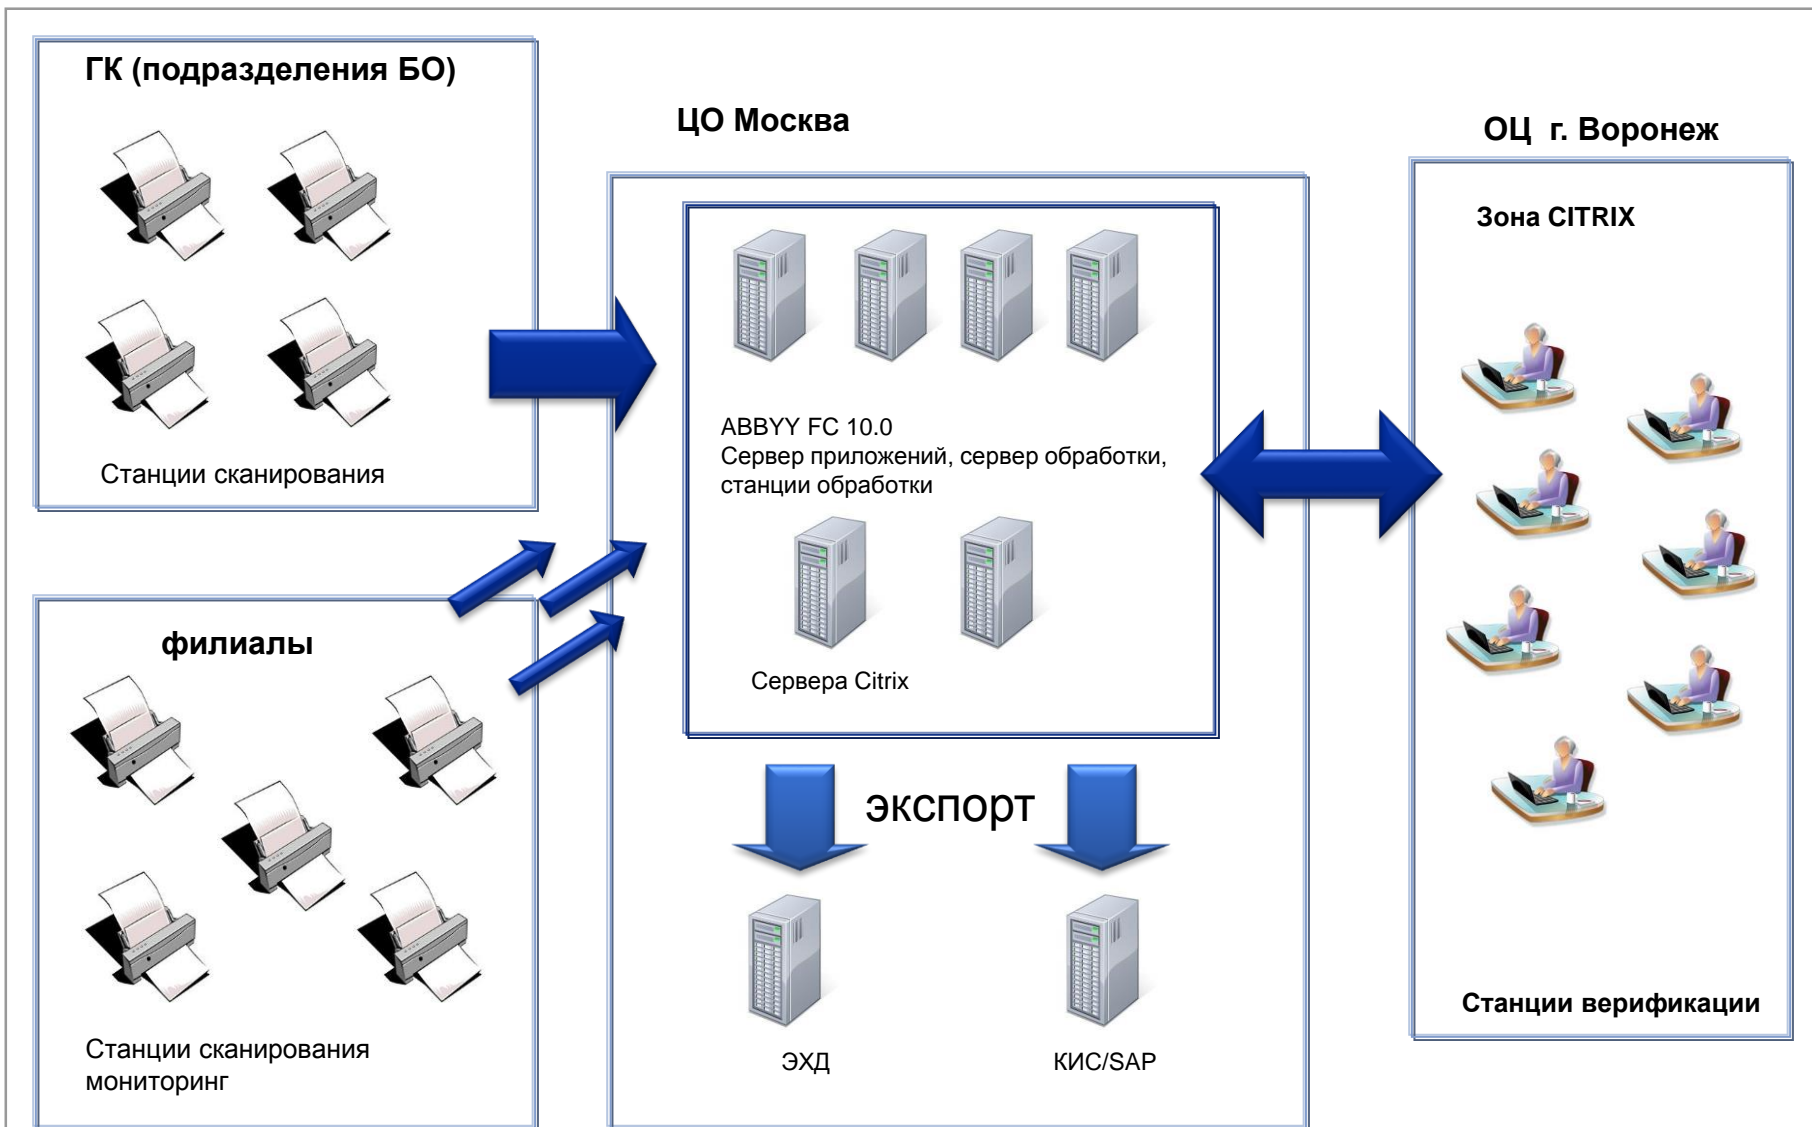 ГК (подразделения БО)
Станции сканирования
филиалы
Станции сканирования
мониторинг
ЦО Москва
ABBYY FC 10.0
Сервер приложений, сервер обработки,
станции обработки
Сервера Citrix
экспорт
ЭХД
КИС/SAP
ОЦ г. Воронеж
Зона CITRIX
Станции верификации